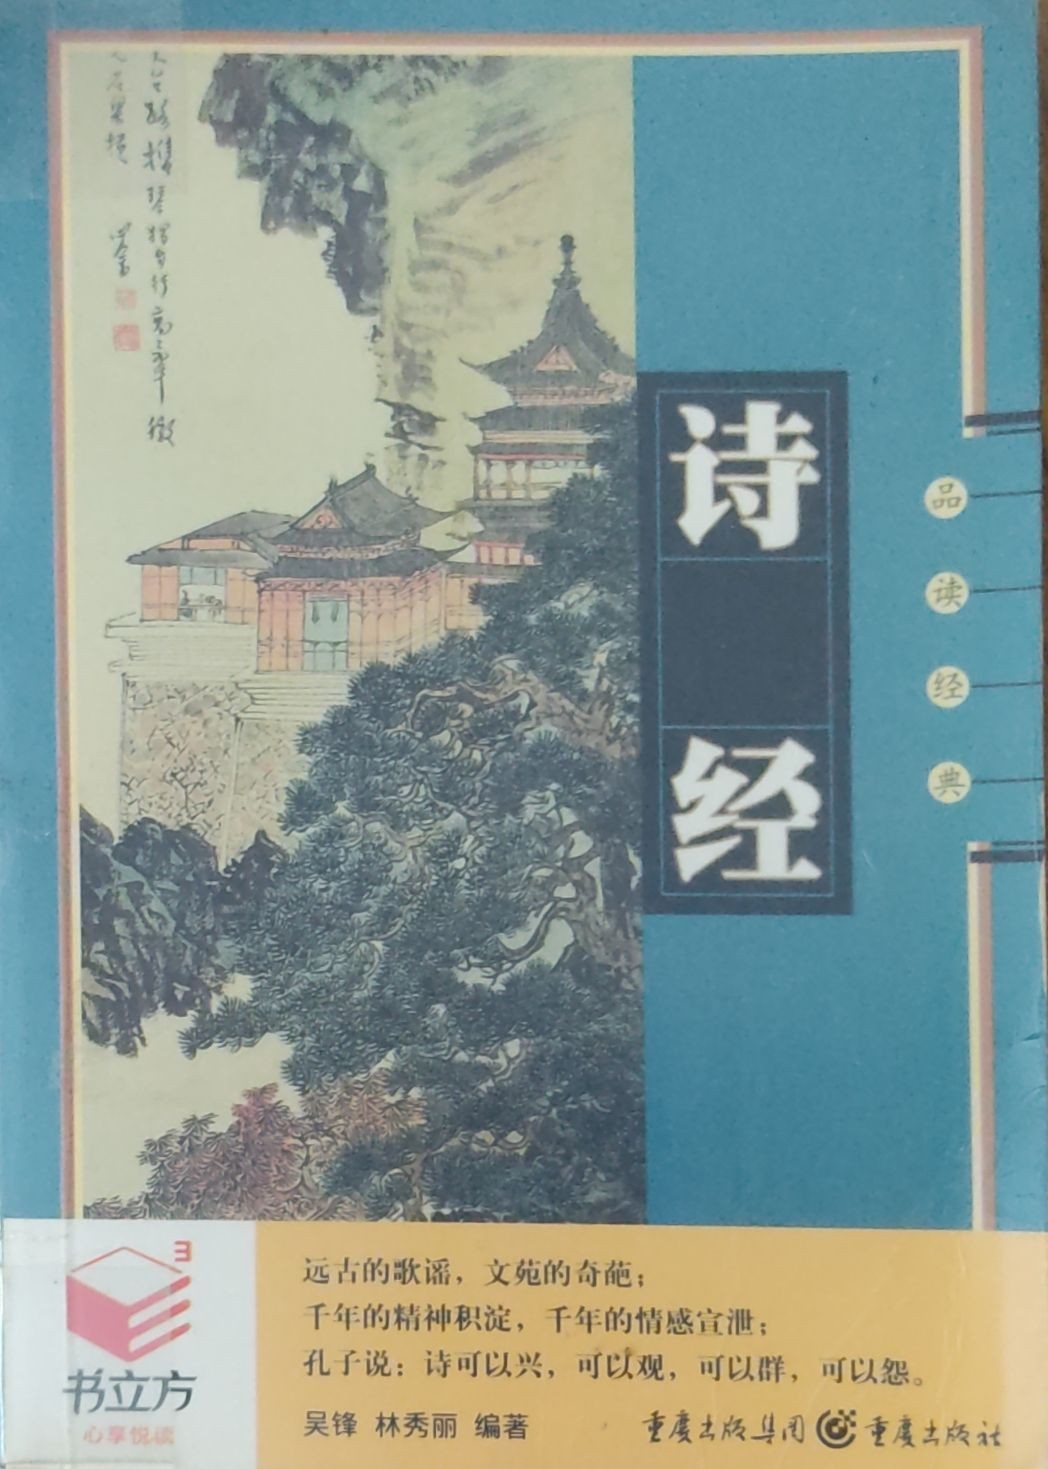 诗经
品读经典
远古的歌谣，文苑的奇葩；
千年的精神积淀，千年的情感宣泄；
孔子说：诗可以兴，可以观，可以群，可以怨。
吴锋 林秀丽 编著
重庆出版集团 重庆出版社
3
书立方
心享悦读